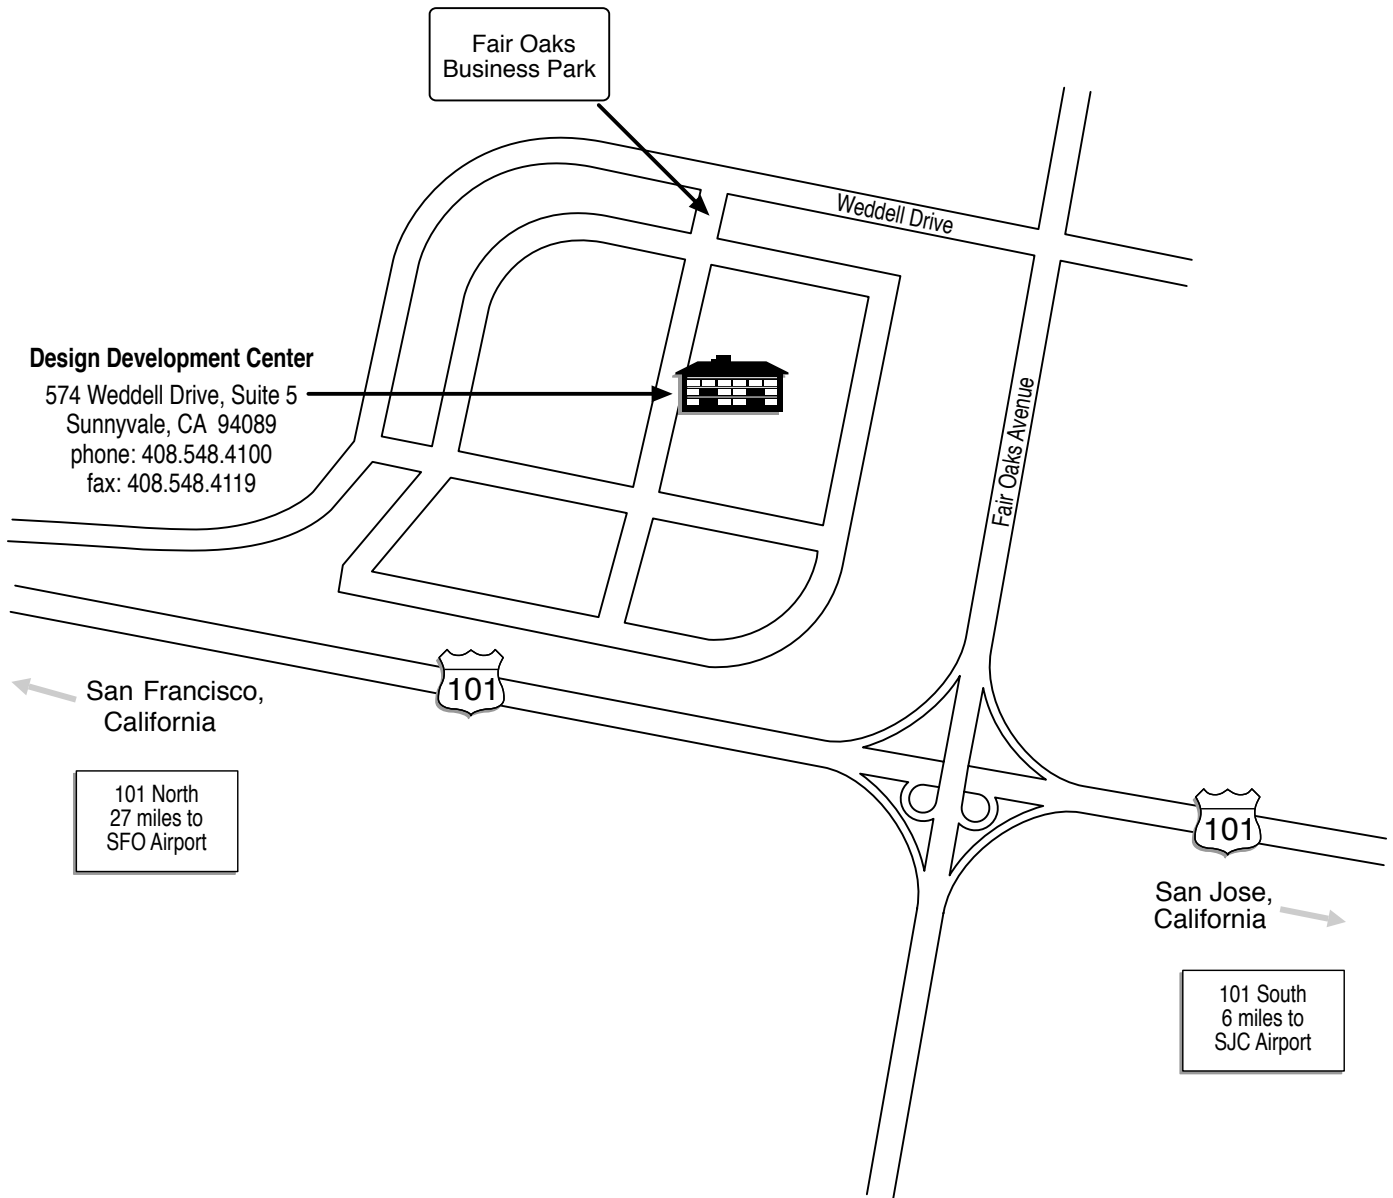 Fair Oaks
Business Park
Weddell Drive
Design Development Center
574 Weddell Drive, Suite 5
Sunnyvale, CA  94089
phone: 408.548.4100
fax: 408.548.4119
Fair Oaks Avenue
101
San Francisco,
California
101 North
27 miles to
SFO Airport
101
San Jose,
California
101 South
6 miles to
SJC Airport